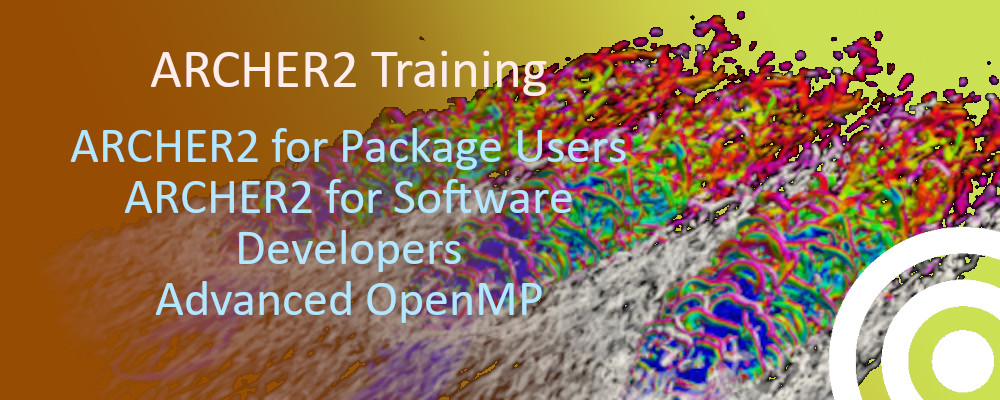 ARCHER2 Training
ARCHER2 for Package Users
ARCHER2 for Software
Developers
Advanced OpenMP